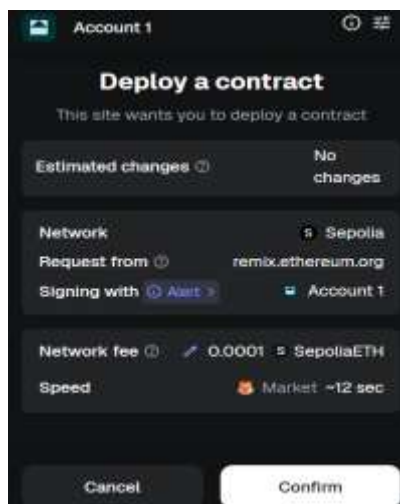 Account 1
Deploy a contract
This site wants you to deploy a contract
Estimated changes No
changes
Network S Sepolia
Request from remix.ethereum.org
Signing with Alert > Account 1
Network fee 0.0001 S SepoliaETH
Speed Market ~12 sec
Cancel Confirm